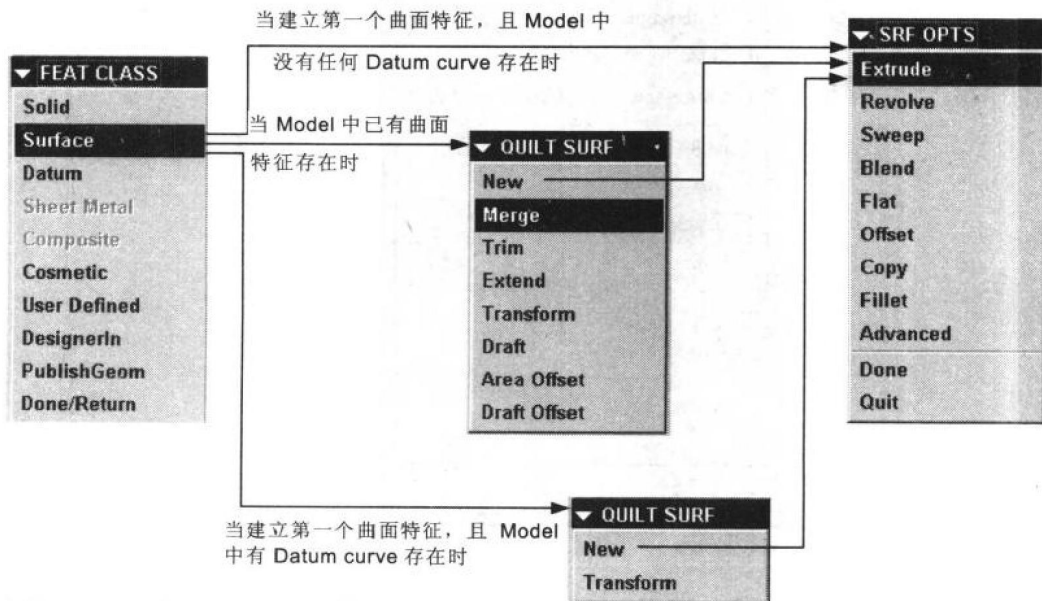 当建立第一个曲面特征，且 Model 中
没有任何 Datum curve 存在时
FEAT CLASS
Solid
Surface
Datum
Sheet Metal
Composite
Cosmetic
User Defined
DesignerIn
PublishGeom
Done/Return
当 Model 中已有曲面
特征存在时
QUILT SURF
New
Merge
Trim
Extend
Transform
Draft
Area Offset
Draft Offset
SRF OPTS
Extrude
Revolve
Sweep
Blend
Flat
Offset
Copy
Fillet
Advanced
Done
Quit
当建立第一个曲面特征，且 Model
中有 Datum curve 存在时
QUILT SURF
New
Transform